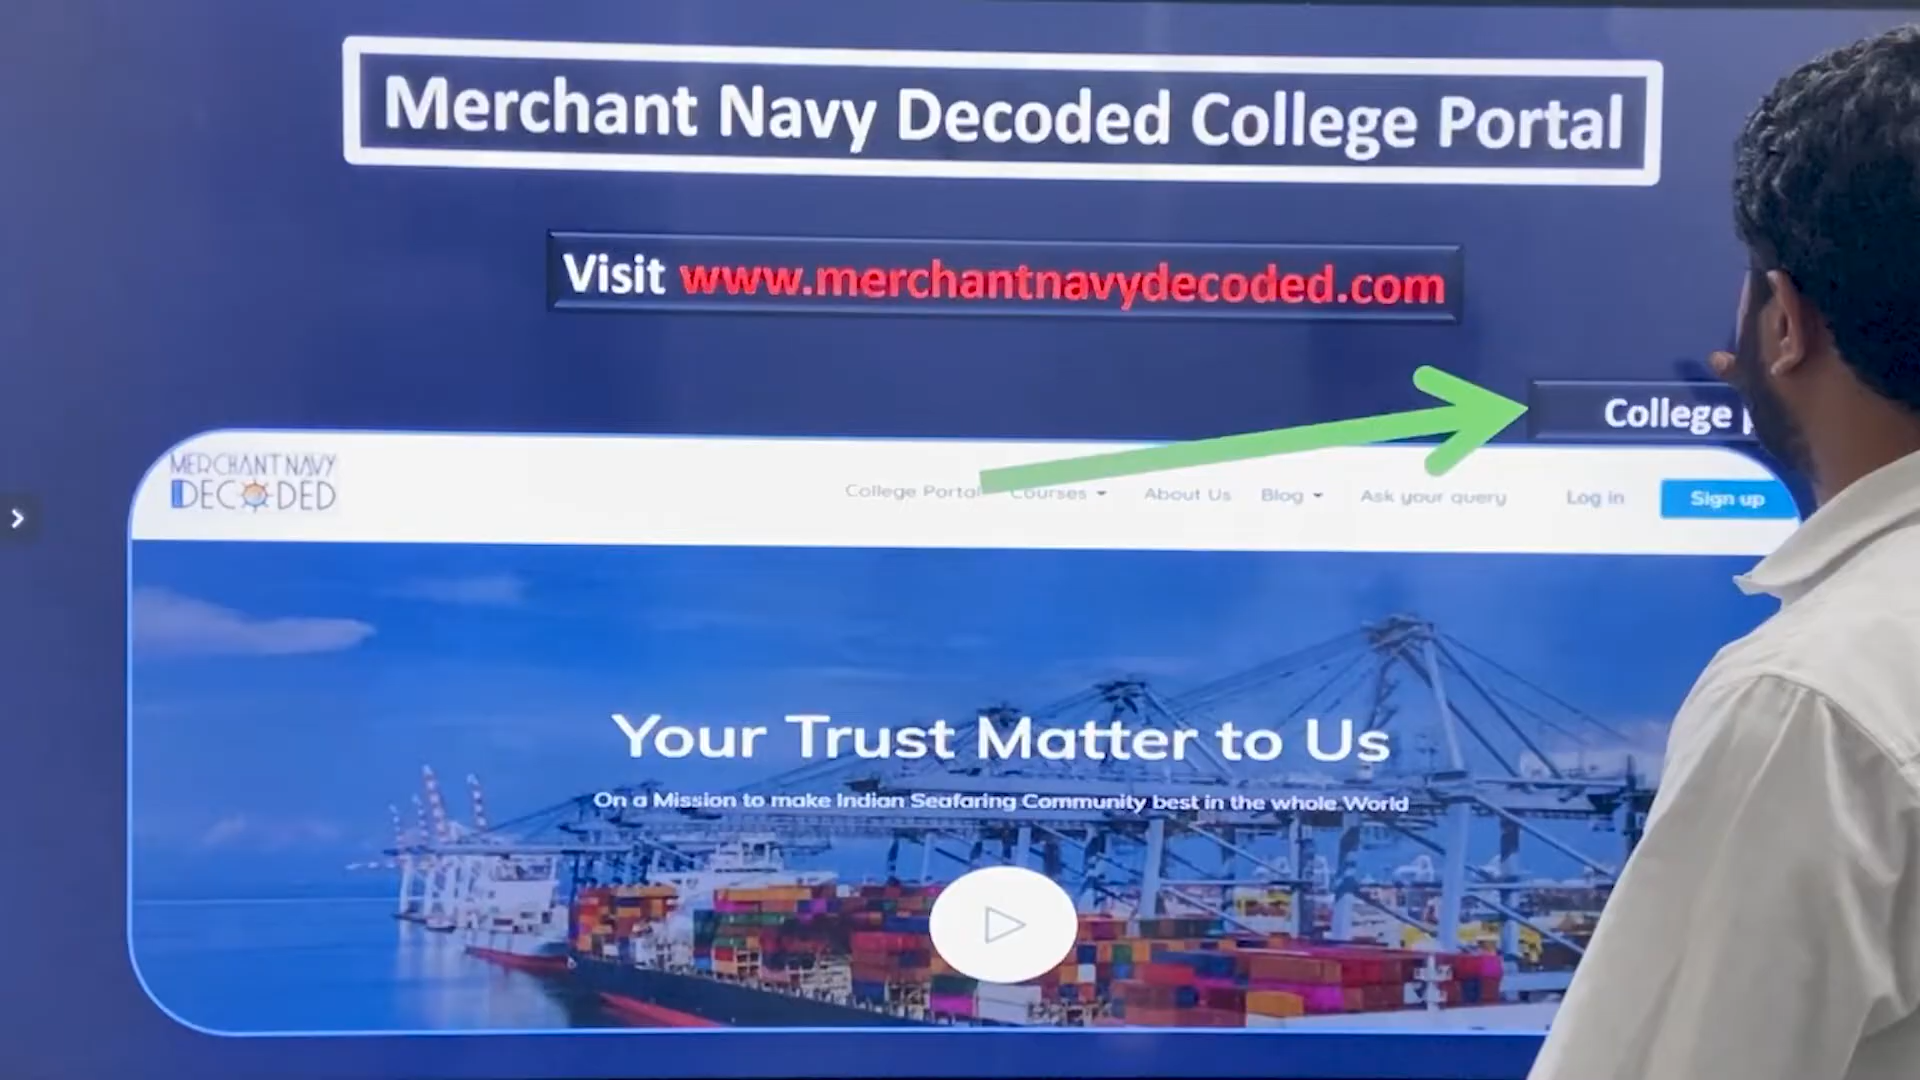 Merchant Navy Decoded College Portal
Visit www.merchantnavydecoded.com
College
MERCHANT NAVY
DECODED
College Portal Courses About Us Blog Ask your query Log in Sign up
Your Trust Matter to Us
On a Mission to make Indian Seafaring Community best in the whole World